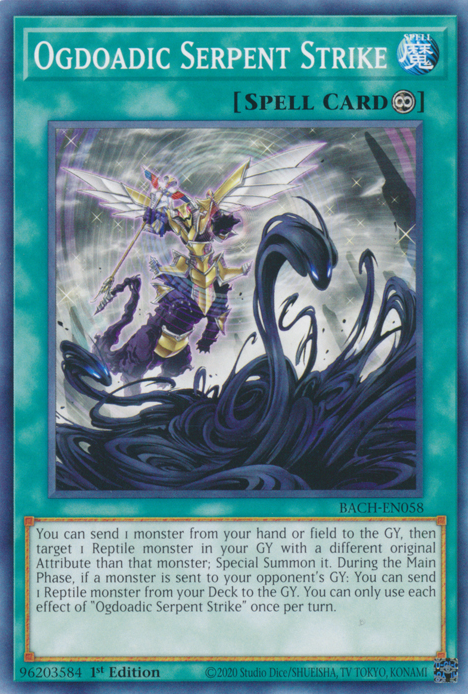 OGDOADIC SERPENT STRIKE
SPELL
魔
[SPELL CARD∞]
BACH-EN058
You can send 1 monster from your hand or field to the GY, then
target 1 Reptile monster in your GY with a different original
Attribute than that monster; Special Summon it. During the Main
Phase, if a monster is sent to your opponent's GY: You can send
1 Reptile monster from your Deck to the GY. You can only use each
effect of "Ogdoadic Serpent Strike" once per turn.
96203584 1st Edition ©2020 Studio Dice/SHUEISHA, TV TOKYO, KONAMI